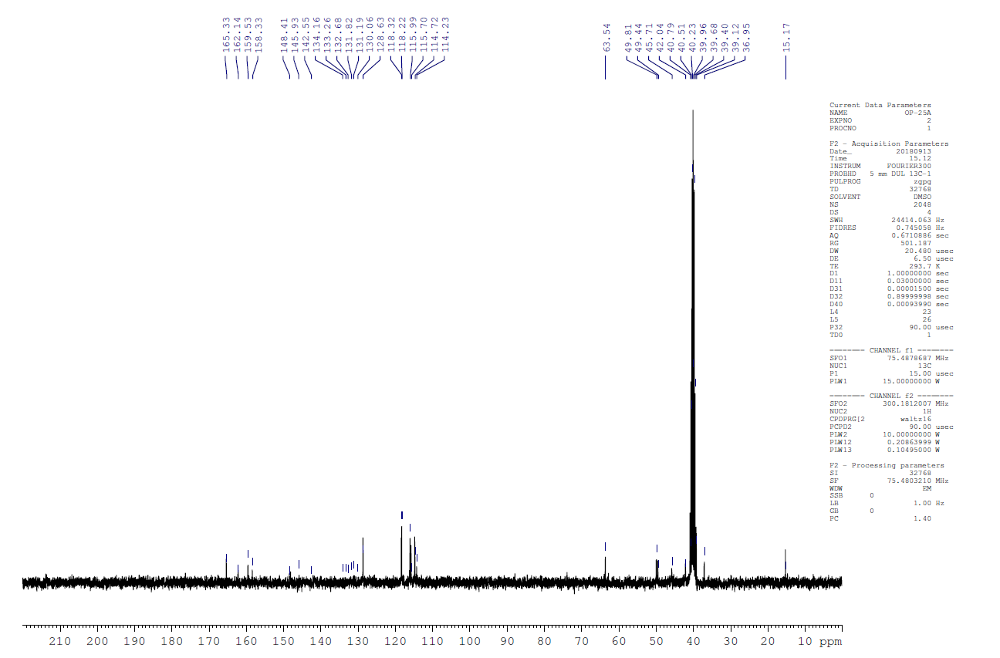 165.33 162.14 159.53 158.33 148.41 145.93 142.55 134.16 133.26 132.68 131.82 131.19 130.06 128.63 118.32 118.22 115.99 115.70 114.72 114.23 63.54 49.81 49.44 45.71 42.04 40.79 40.51 40.23 39.96 39.68 39.40 39.12 36.95 15.17
Current Data Parameters
NAME OP-25A
EXPNO 2
PROCNO 1
F2 - Acquisition Parameters
Date_ 20180913
Time 15.12
INSTRUM FOURIER300
PROBHD 5 mm DUL 13C-1
PULPROG zgpg
TD 32768
SOLVENT DMSO
NS 2048
DS 4
SWH 24414.063 Hz
FIDRES 0.745058 Hz
AQ 0.6710886 sec
RG 501.187
DW 20.480 usec
DE 6.50 usec
TE 293.7 K
D1 1.00000000 sec
D11 0.03000000 sec
D31 0.00001500 sec
D32 0.89999998 sec
D40 0.00093990 sec
L4 23
L5 26
P32 90.00 usec
TD0 1
======== CHANNEL f1 ========
SFO1 75.4878687 MHz
NUC1 13C
P1 15.00 usec
PLW1 15.00000000 W
======== CHANNEL f2 ========
SFO2 300.1812007 MHz
NUC2 1H
CPDPRG[2 waltz16
PCPD2 90.00 usec
PLW2 10.00000000 W
PLW12 0.20863999 W
PLW13 0.10495000 W
F2 - Processing parameters
SI 32768
SF 75.4803210 MHz
WDW EM
SSB 0
LB 1.00 Hz
GB 0
PC 1.40
210 200 190 180 170 160 150 140 130 120 110 100 90 80 70 60 50 40 30 20 10 ppm